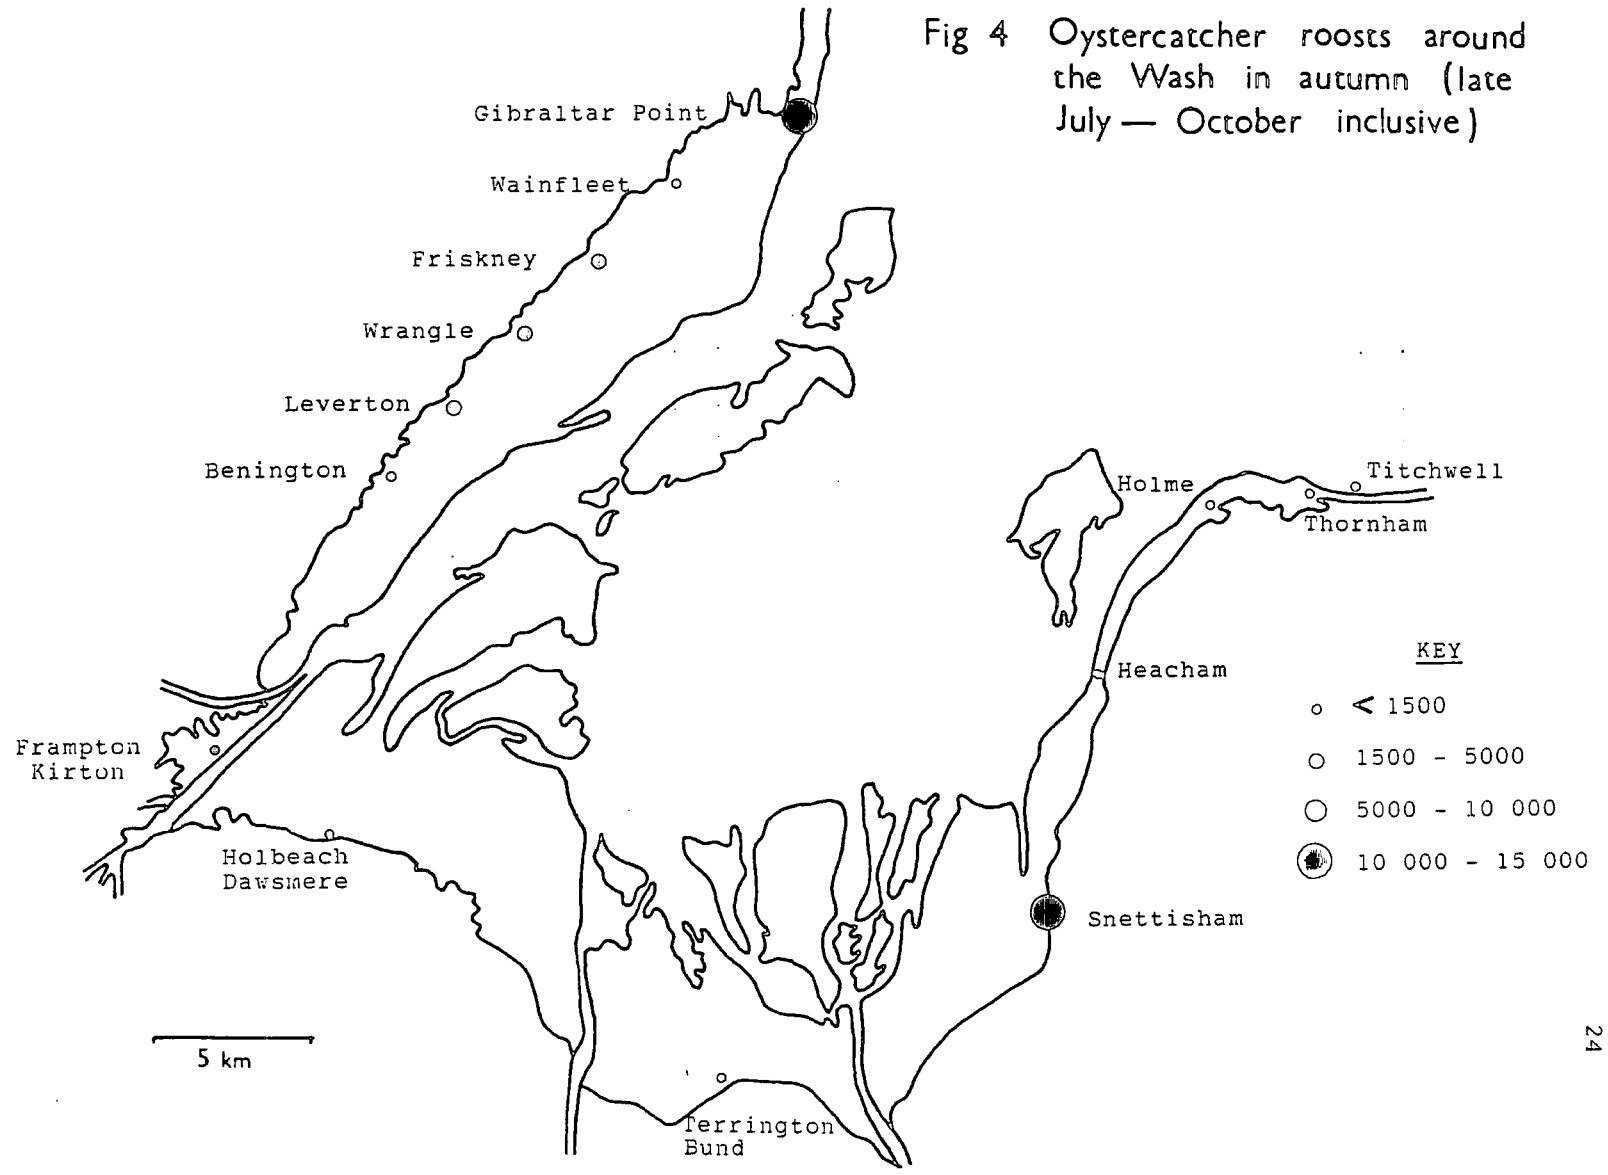 Fig 4 Oystercatcher roosts around
the Wash in autumn (late
July — October inclusive)
Gibraltar Point
Wainfleet
Friskney
Wrangle
Leverton
Benington
Holme
Titchwell
Thornham
Heacham
Frampton
Kirton
Holbeach
Dawsmere
Snettisham
Terrington
Bund
KEY
< 1500
1500 - 5000
5000 - 10 000
10 000 - 15 000
5 km
24